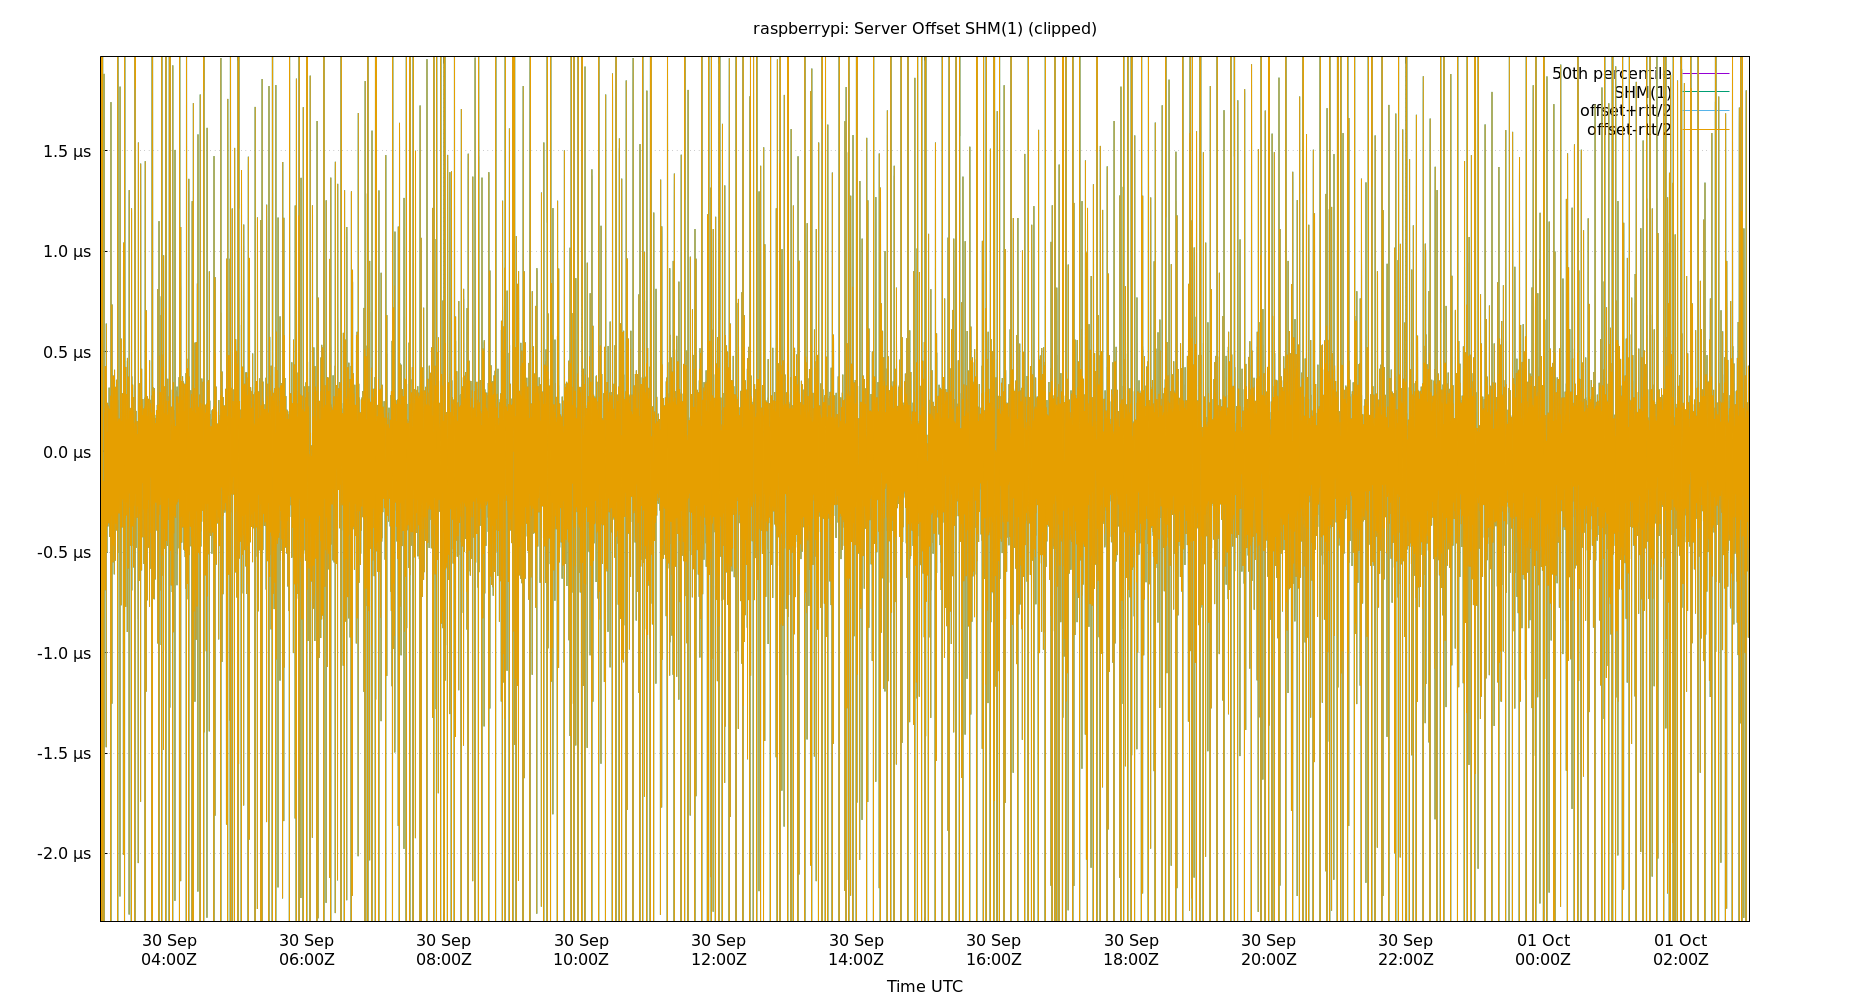 raspberrypi: Server Offset SHM(1) (clipped)
50th percentile
SHM(1)
offset+rtt/2
offset-rtt/2
1.5 µs
1.0 µs
0.5 µs
0.0 µs
-0.5 µs
-1.0 µs
-1.5 µs
-2.0 µs
30 Sep 30 Sep 30 Sep 30 Sep 30 Sep 30 Sep 30 Sep 30 Sep 30 Sep 30 Sep 01 Oct 01 Oct
04:00Z 06:00Z 08:00Z 10:00Z 12:00Z 14:00Z 16:00Z 18:00Z 20:00Z 22:00Z 00:00Z 02:00Z
Time UTC